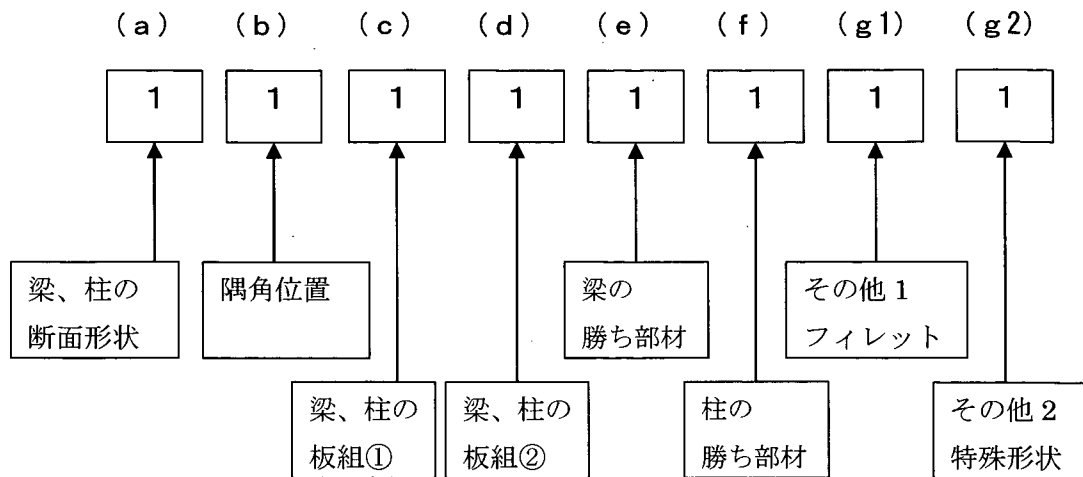 (a) (b) (c) (d) (e) (f) (g1) (g2)
1 1 1 1 1 1 1 1
梁、柱の
断面形状
隅角位置
梁の
勝ち部材
その他1
フィレット
梁、柱の
板組①
梁、柱の
板組②
柱の
勝ち部材
その他2
特殊形状